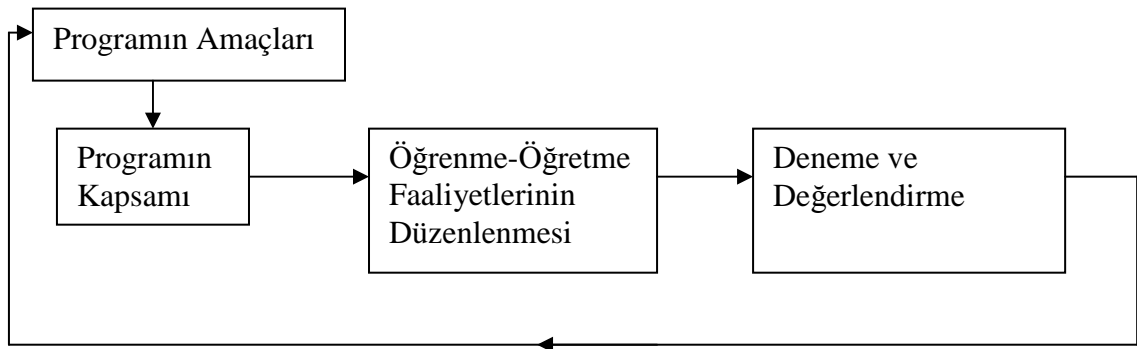 Programın Amaçları
Programın
Kapsamı
Öğrenme-Öğretme
Faaliyetlerinin
Düzenlenmesi
Deneme ve
Değerlendirme